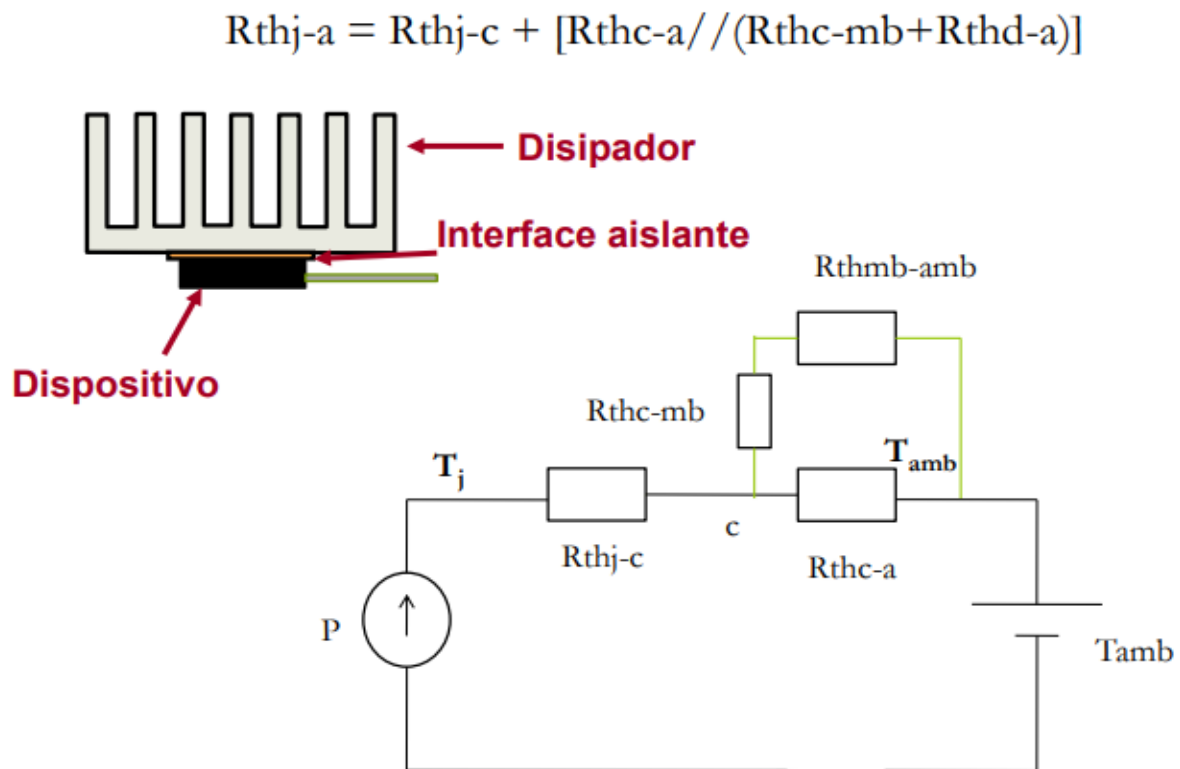 Rthj-a = Rthj-c + [Rthc-a//(Rthc-mb+Rthd-a)]
Disipador
Interface aislante
Dispositivo
Rthmb-amb
Rthc-mb
Tj
Tamb
c
Rthj-c
Rthc-a
P
Tamb